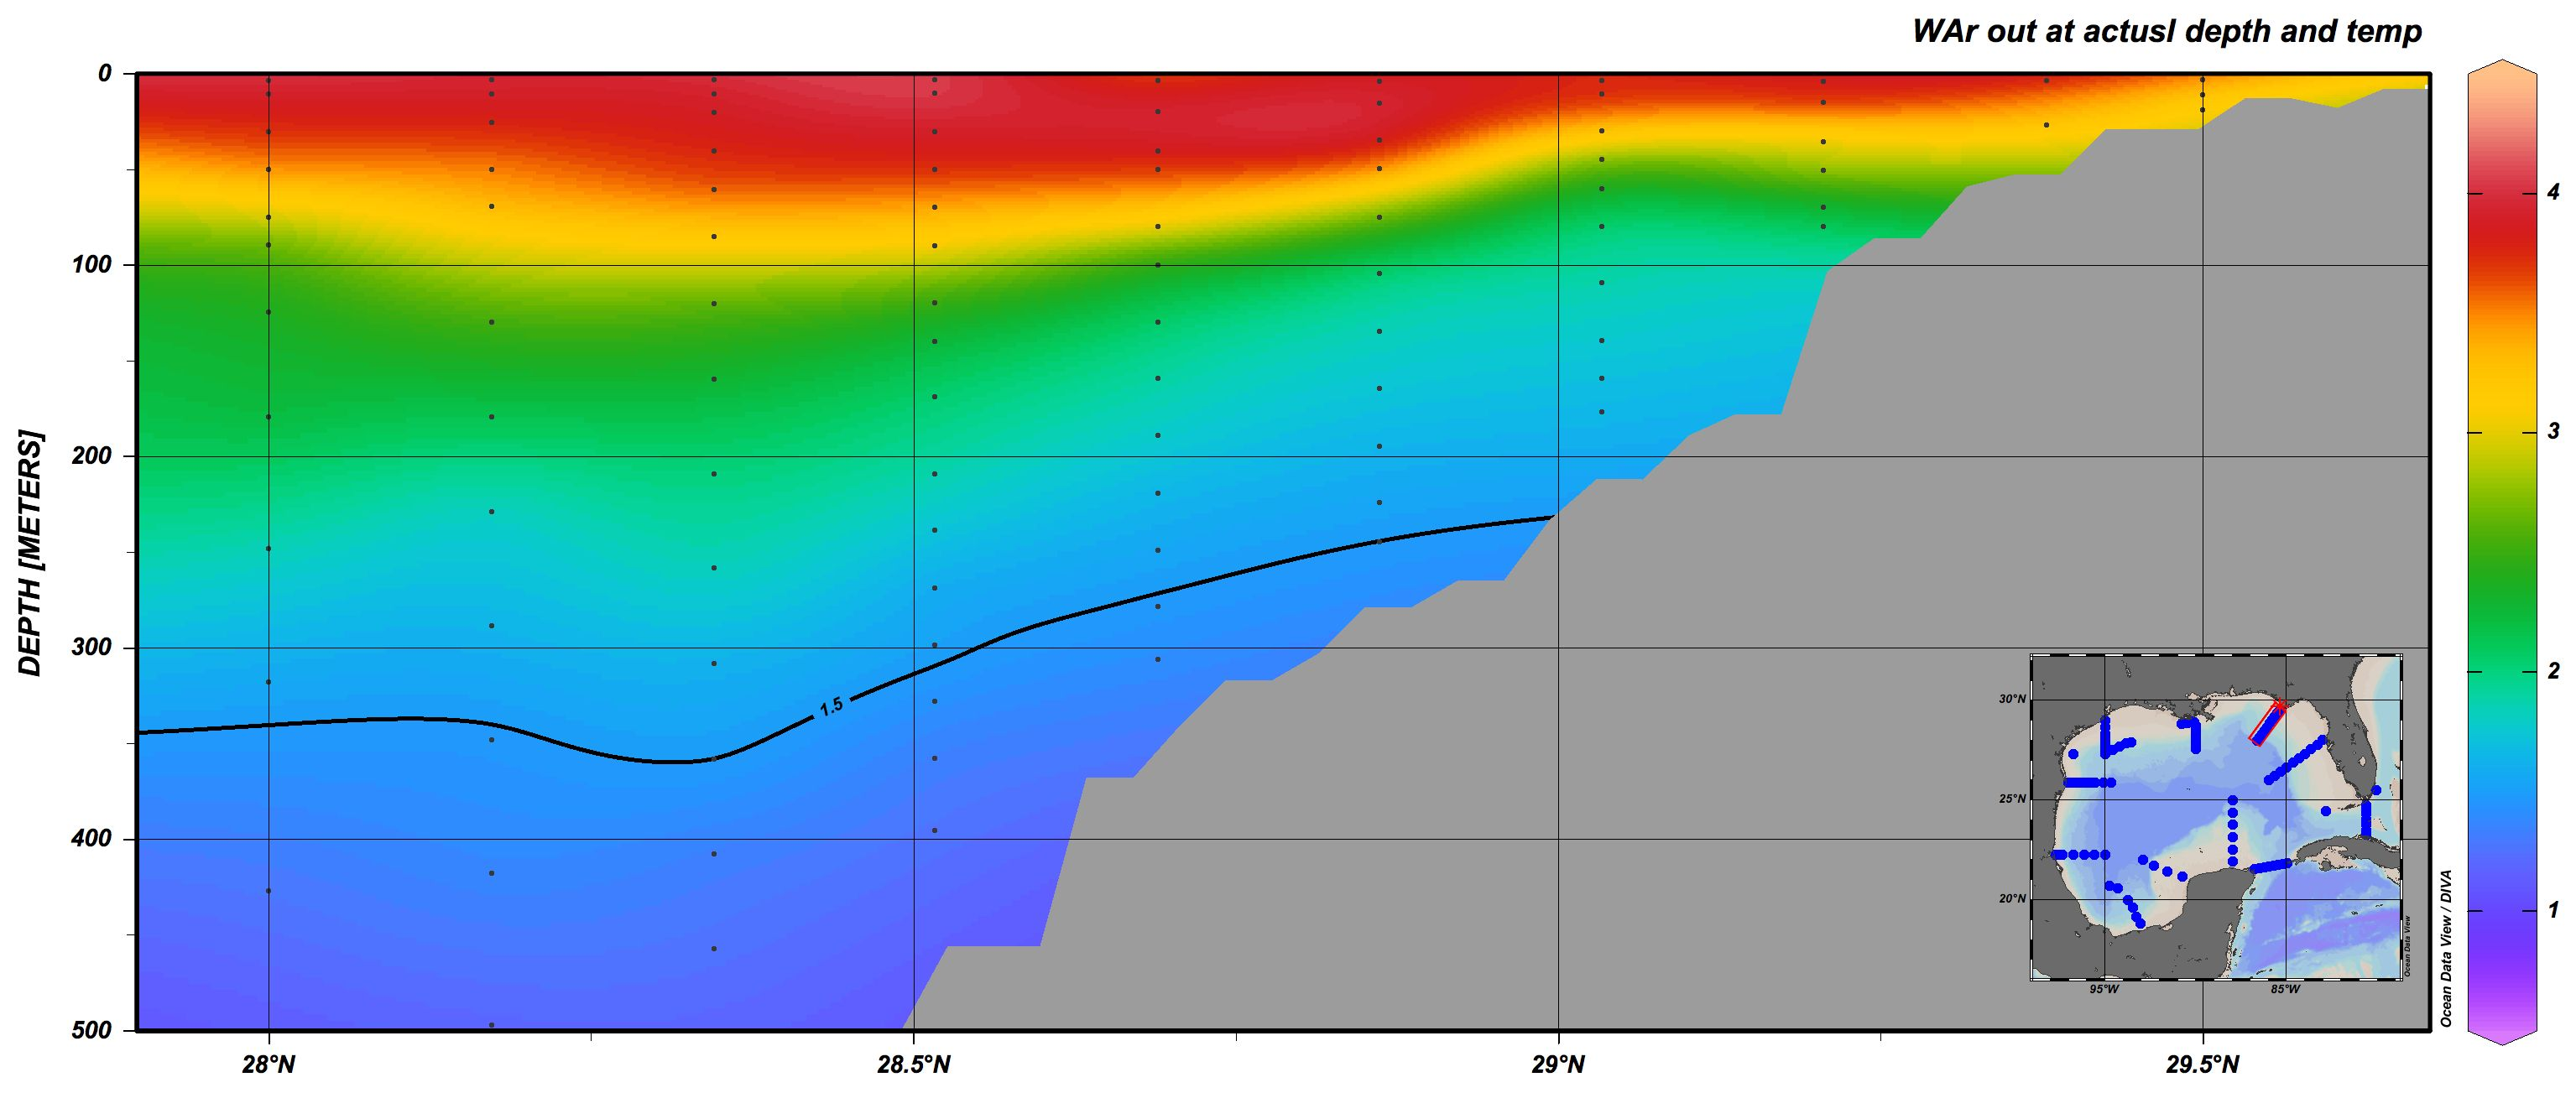 WAr out at actusl depth and temp
0
100
200
300
400
500
DEPTH [METERS]
1.5
28°N
28.5°N
29°N
29.5°N
4
3
2
1
30°N
25°N
20°N
95°W
85°W
Ocean Data View
Ocean Data View / DIVA